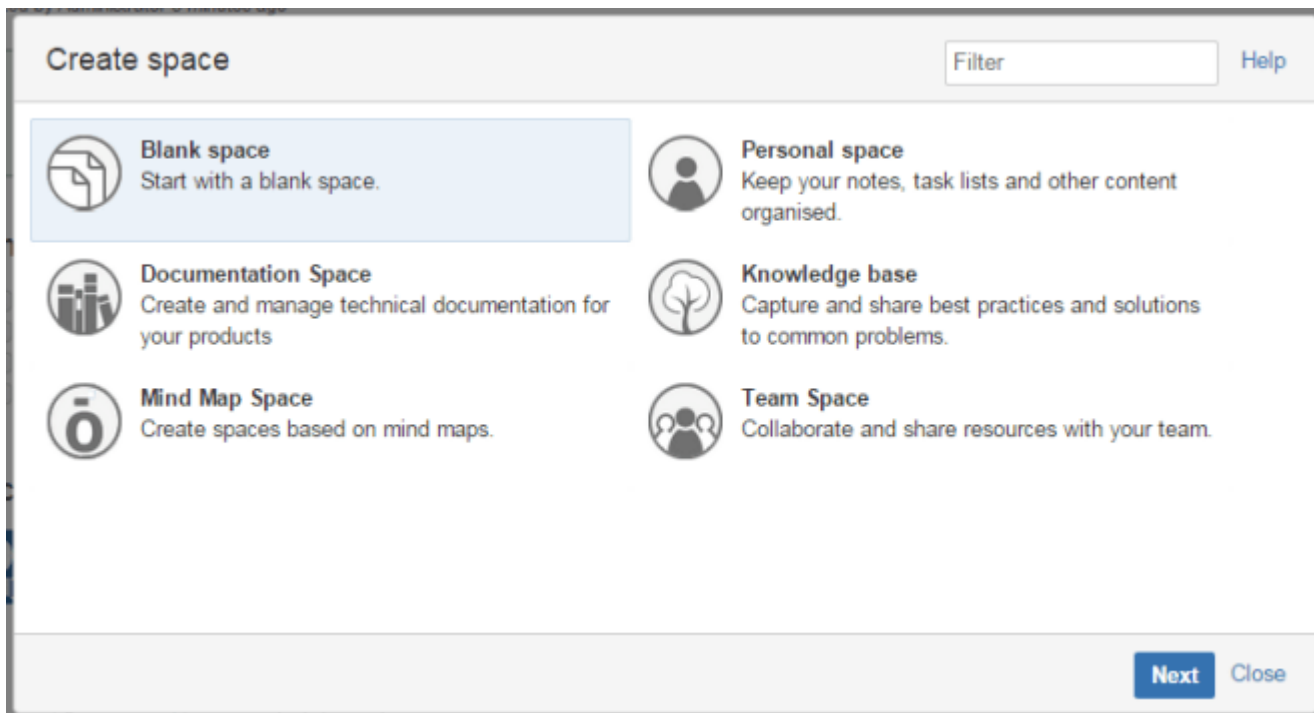 Create space
Filter
Help
Blank space
Start with a blank space.
Personal space
Keep your notes, task lists and other content
organised.
Documentation Space
Create and manage technical documentation for
your products
Knowledge base
Capture and share best practices and solutions
to common problems.
Mind Map Space
Create spaces based on mind maps.
Team Space
Collaborate and share resources with your team.
Next
Close